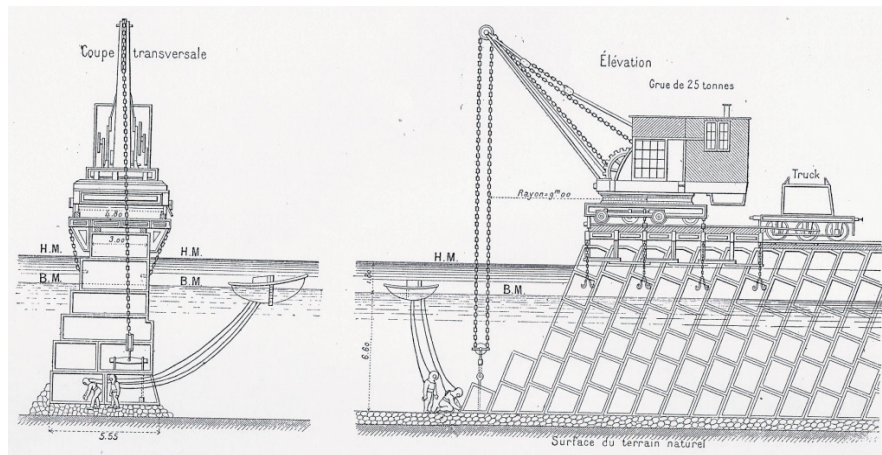 Coupe transversale
4.80
3.00
H.M.
H.M.
B.M.
B.M.
5.55
Élévation
Grue de 25 tonnes
Truck
Rayon=9m00
H.M.
B.M.
6.60
Surface du terrain naturel